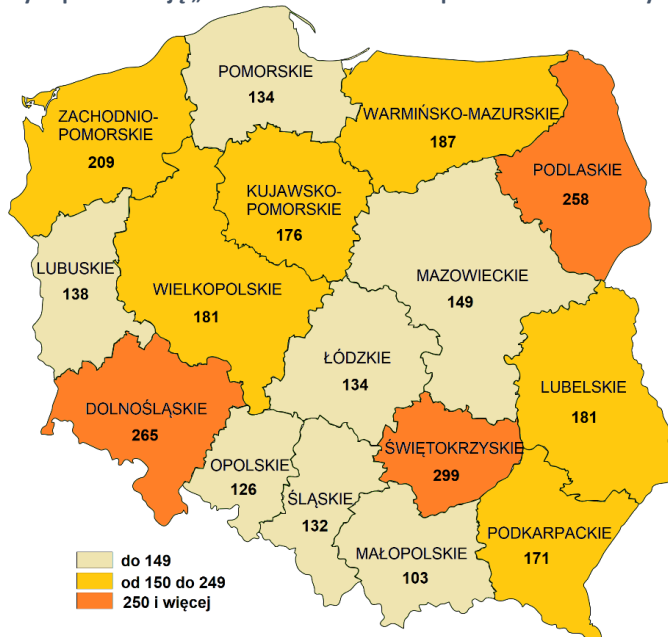 POMORSKIE
134
ZACHODNIO-
POMORSKIE
209
WARMIŃSKO-MAZURSKIE
187
PODLASKIE
258
KUJAWSKO-
POMORSKIE
176
LUBUSKIE
138
WIELKOPOLSKIE
181
MAZOWIECKIE
149
ŁÓDZKIE
134
LUBELSKIE
181
DOLNOŚLĄSKIE
265
ŚWIĘTOKRZYSKIE
299
OPOLSKIE
126
ŚLĄSKIE
132
PODKARPACKIE
171
MAŁOPOLSKIE
103
do 149
od 150 do 249
250 i więcej